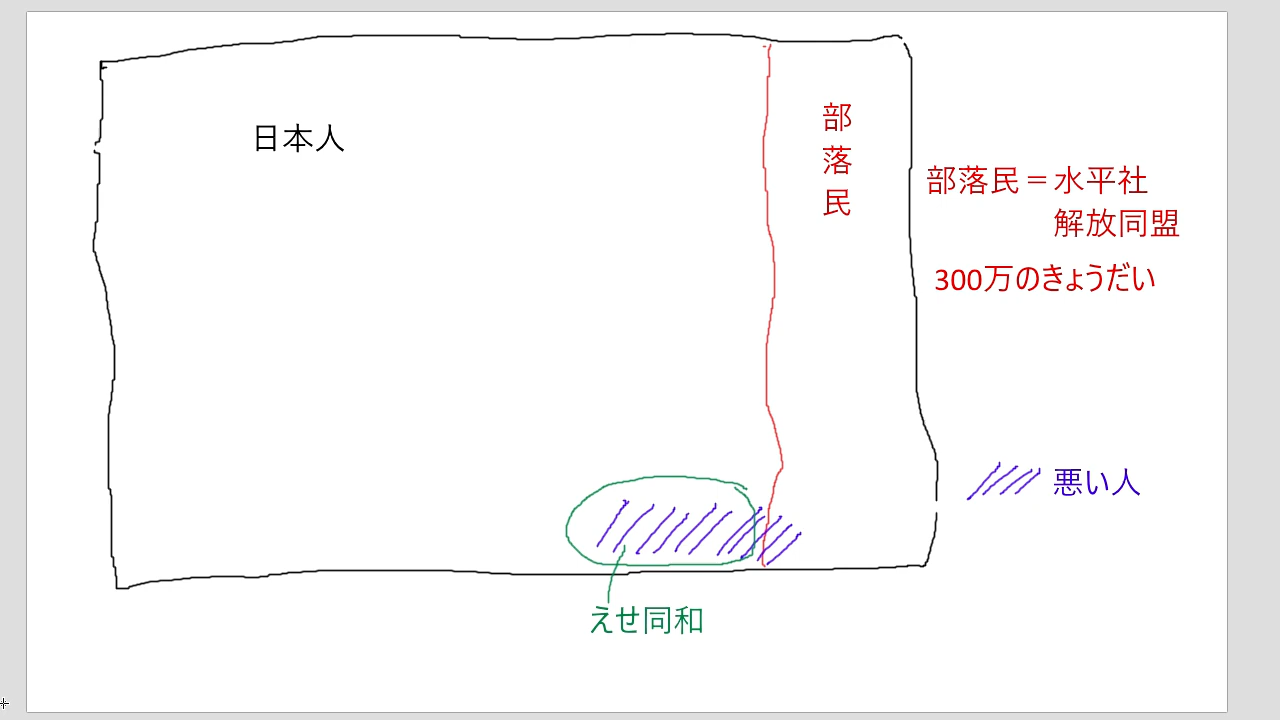 日本人
部落民
部落民＝水平社
解放同盟
300万のきょうだい
悪い人
えせ同和